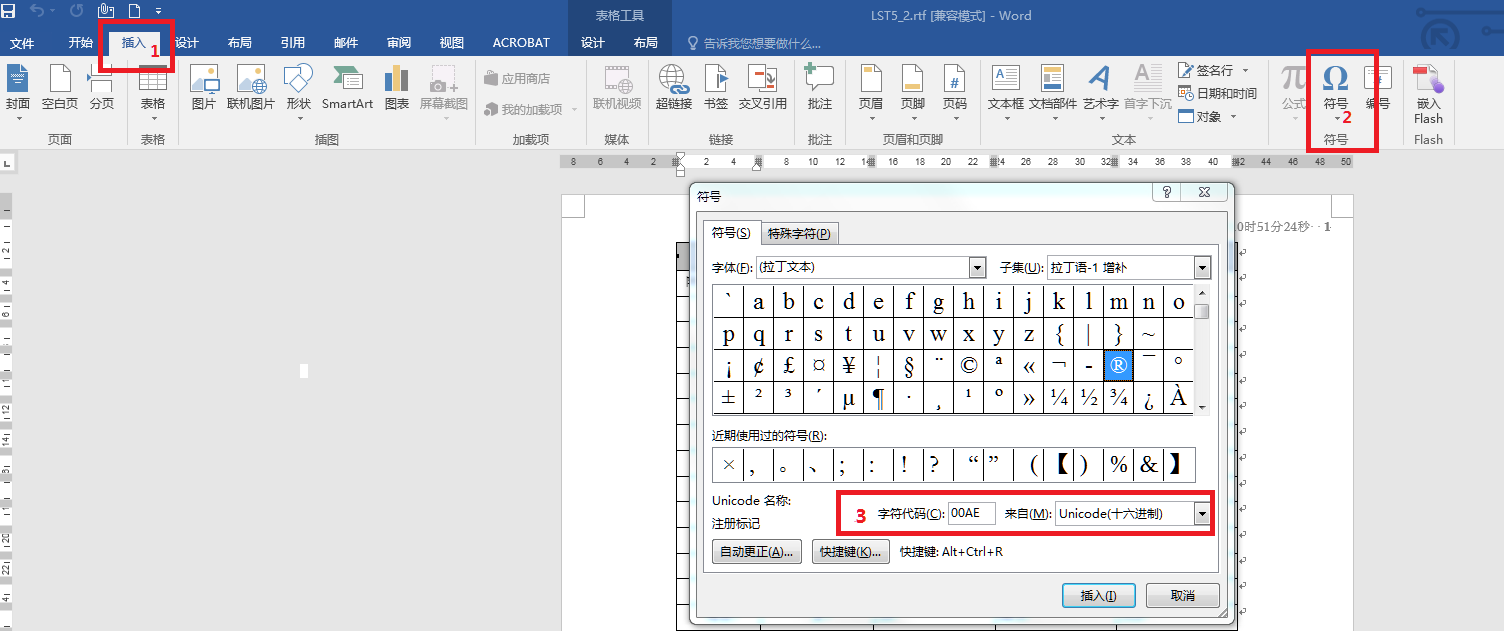 表格工具
LST5_2.rtf [兼容模式] - Word
文件 开始 插入 1 设计 布局 引用 邮件 审阅 视图 ACROBAT 设计 布局 告诉我您想要做什么...
封面 空白页 分页 表格 图片 联机图片 形状 SmartArt 图表 屏幕截图
应用商店
我的加载项
联机视频 超链接 书签 交叉引用 批注 页眉 页脚 页码 文本框 文档部件 艺术字 首字下沉
签名行
日期和时间
对象
公式 符号 2 编号 嵌入 Flash
页面 表格 插图 加载项 媒体 链接 批注 页眉和页脚 文本 符号 Flash
8 6 4 2 2 4 8 10 12 14 16 18 20 22 24 26 28 30 32 34 36 38 40 42 44 46 48 50
0时51分24秒 1
符号
符号(S) 特殊字符(P)
字体(F): (拉丁文本) 子集(U): 拉丁语-1 增补
` a b c d e f g h i j k l m n o
p q r s t u v w x y z { | } ~
¡ ¢ £ ¤ ¥ ¦ § ¨ © ª « ¬ - ® ¯ °
± ² ³ ´ µ ¶ · ¸ ¹ º » ¼ ½ ¾ ¿ À
近期使用过的符号(R):
× , 。 、 ; : ! ? “ ” ( 【 ) % & 】
Unicode 名称:
注册标记
3 字符代码(C): 00AE 来自(M): Unicode(十六进制)
自动更正(A)... 快捷键(K)... 快捷键: Alt+Ctrl+R
插入(I) 取消